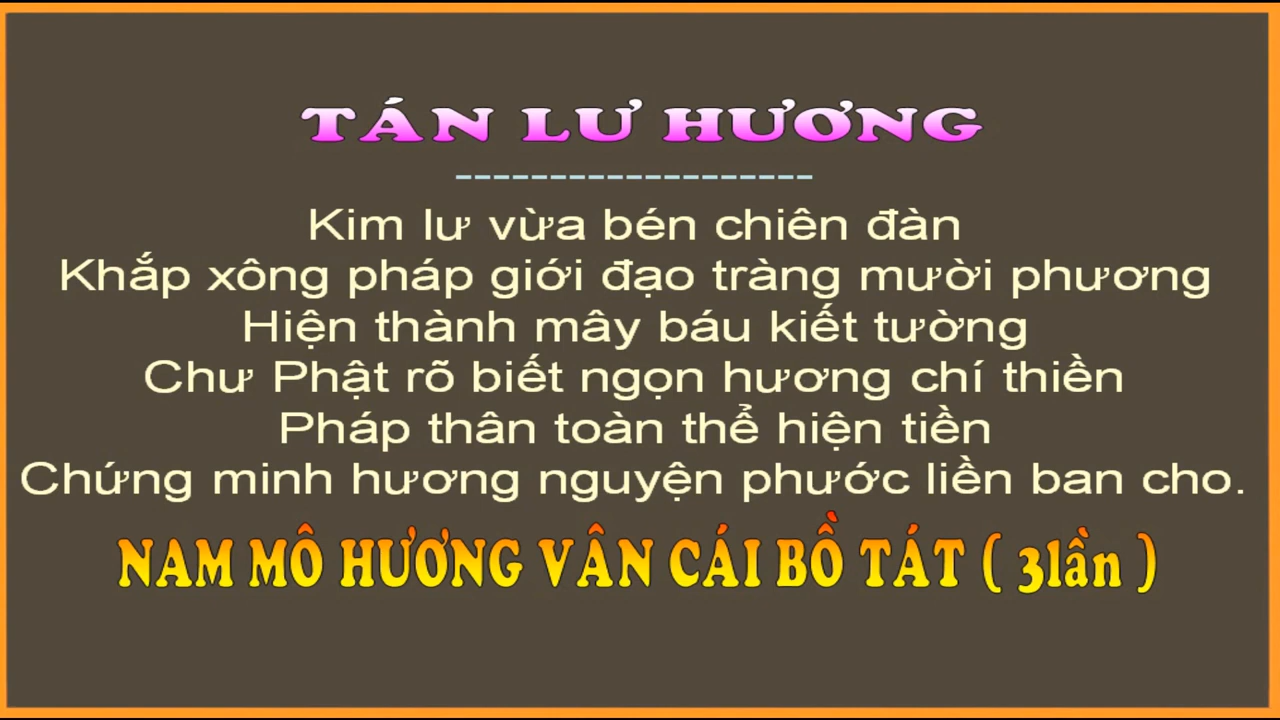 TÁN LƯ HƯƠNG
-------------------
Kim lư vừa bén chiên đàn
Khắp xông pháp giới đạo tràng mười phương
Hiện thành mây báu kiết tường
Chư Phật rõ biết ngọn hương chí thiền
Pháp thân toàn thể hiện tiền
Chứng minh hương nguyện phước liền ban cho.
NAM MÔ HƯƠNG VÂN CÁI BỒ TÁT ( 3lần )